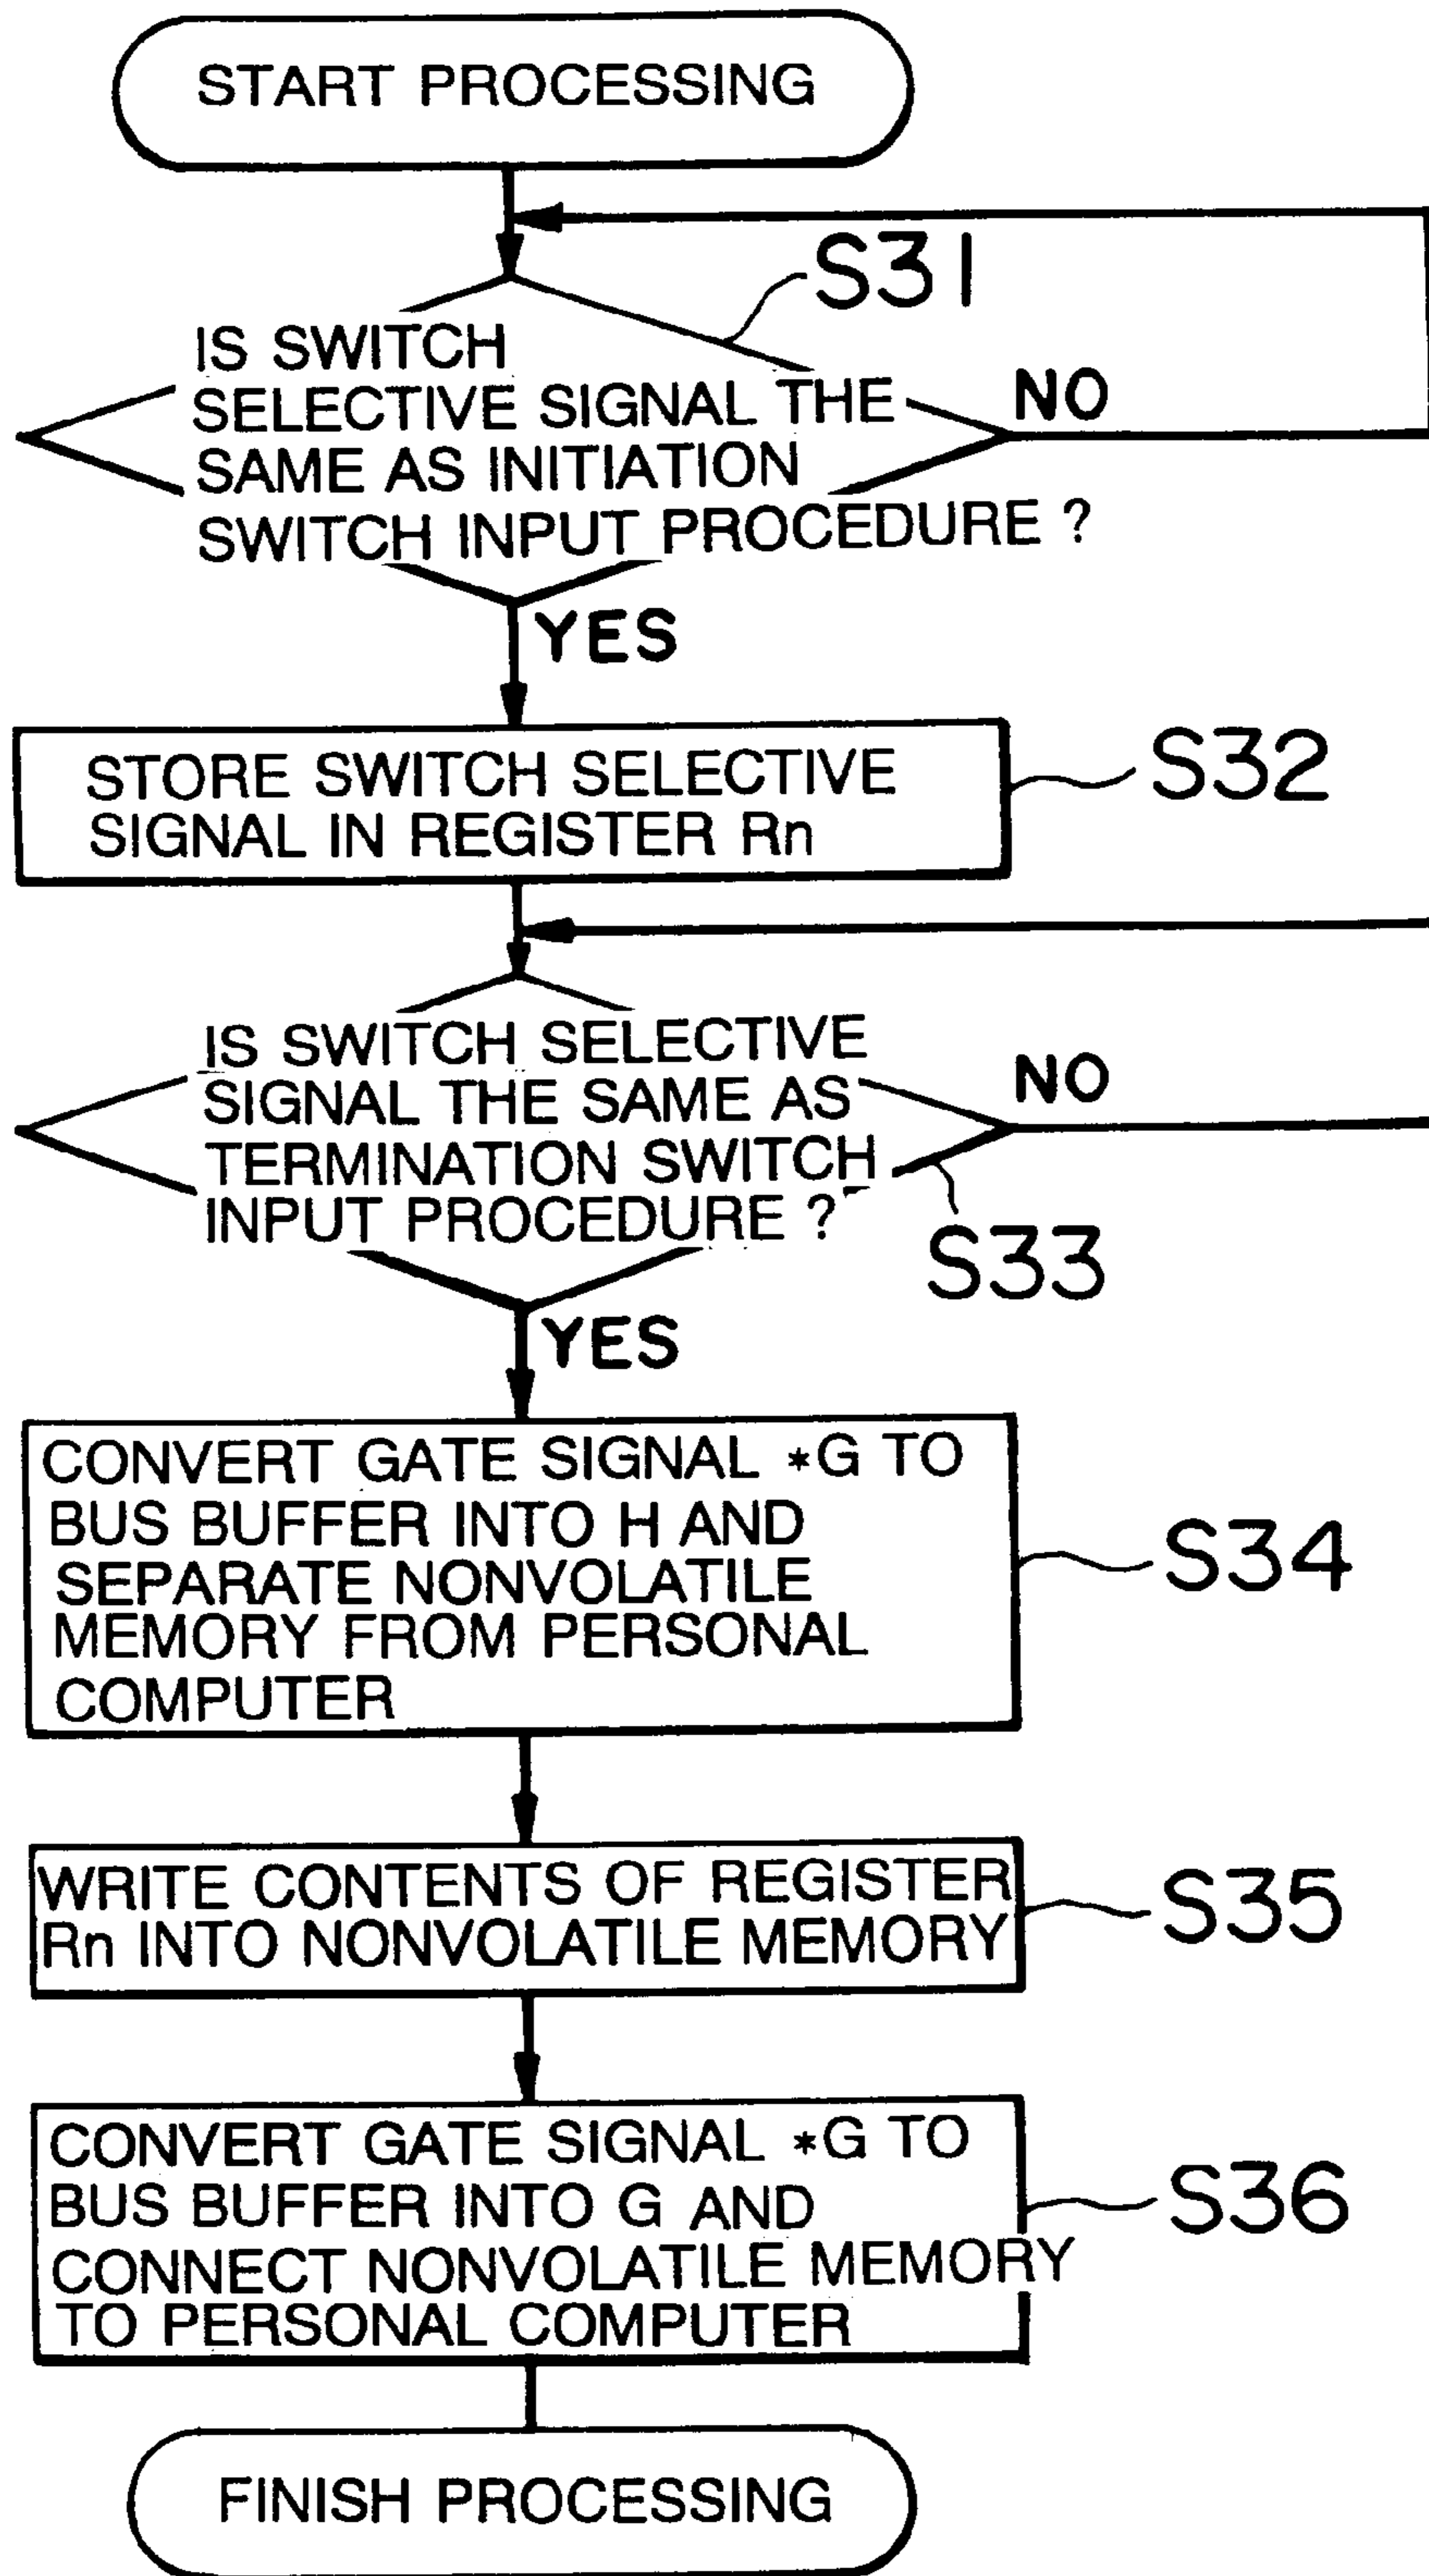 START PROCESSING
S31
IS SWITCH
SELECTIVE SIGNAL THE
SAME AS INITIATION
SWITCH INPUT PROCEDURE ?
NO
YES
STORE SWITCH SELECTIVE
SIGNAL IN REGISTER Rn
S32
IS SWITCH SELECTIVE
SIGNAL THE SAME AS
TERMINATION SWITCH
INPUT PROCEDURE ?
NO
S33
YES
CONVERT GATE SIGNAL *G TO
BUS BUFFER INTO H AND
SEPARATE NONVOLATILE
MEMORY FROM PERSONAL
COMPUTER
S34
WRITE CONTENTS OF REGISTER
Rn INTO NONVOLATILE MEMORY
S35
CONVERT GATE SIGNAL *G TO
BUS BUFFER INTO G AND
CONNECT NONVOLATILE MEMORY
TO PERSONAL COMPUTER
S36
FINISH PROCESSING